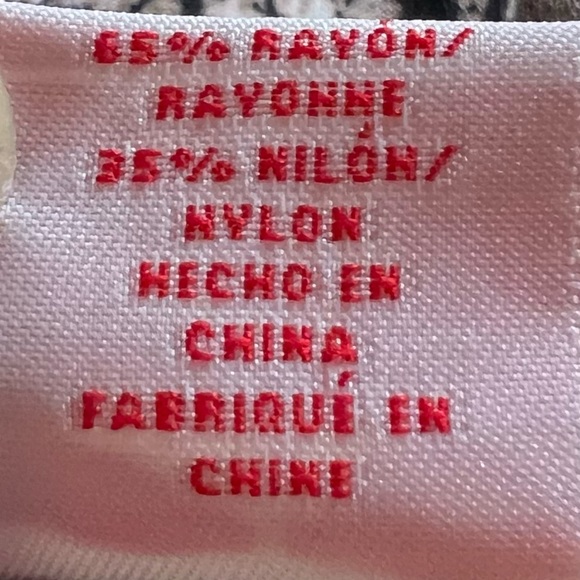 65% RAYÓN/
RAYONNE
35% NILÓN/
NYLON
HECHO EN
CHINA
FABRIQUÉ EN
CHINE